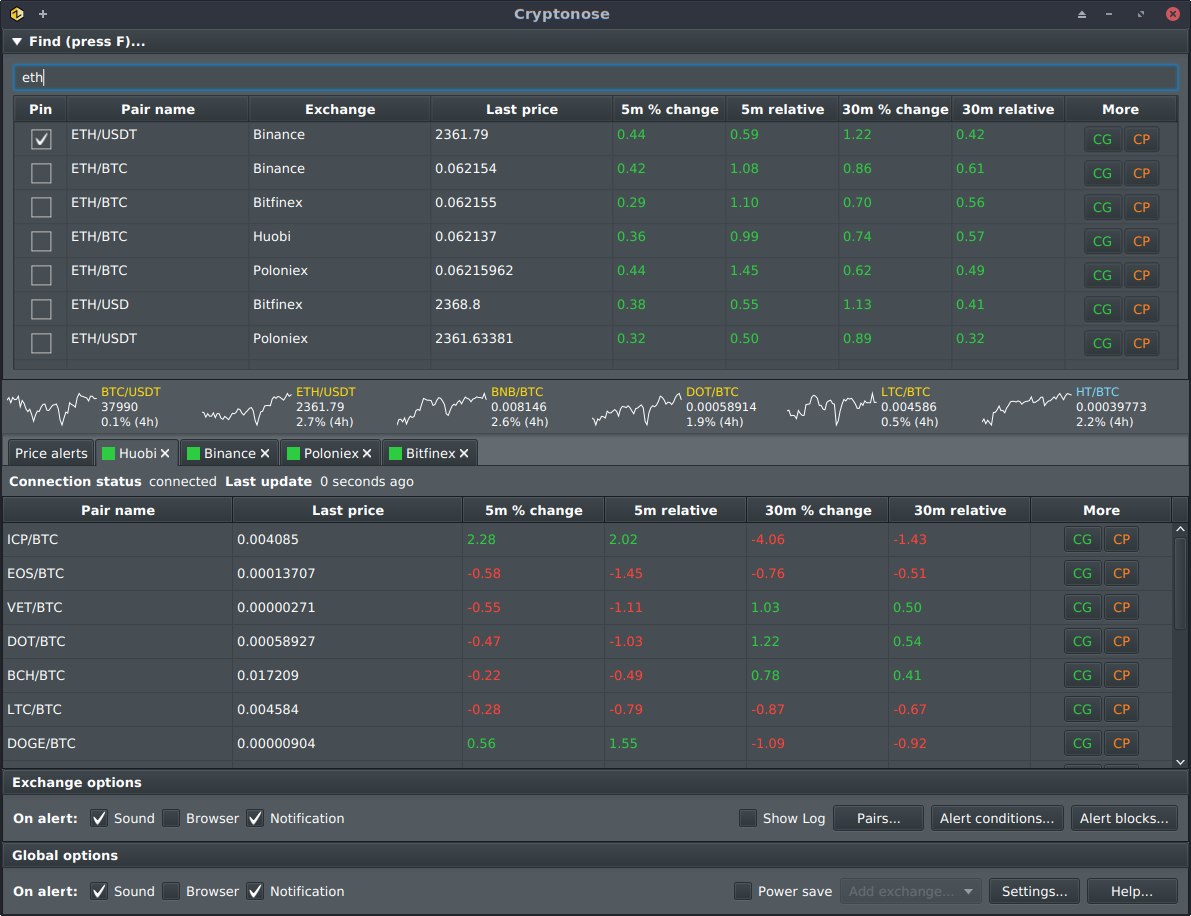 Cryptonose
Find (press F)...
eth
Pin Pair name Exchange Last price 5m % change 5m relative 30m % change 30m relative More
ETH/USDT Binance 2361.79 0.44 0.59 1.22 0.42 CG CP
ETH/BTC Binance 0.062154 0.42 1.08 0.86 0.61 CG CP
ETH/BTC Bitfinex 0.062155 0.29 1.10 0.70 0.56 CG CP
ETH/BTC Huobi 0.062137 0.36 0.99 0.74 0.57 CG CP
ETH/BTC Poloniex 0.06215962 0.44 1.45 0.62 0.49 CG CP
ETH/USD Bitfinex 2368.8 0.38 0.55 1.13 0.41 CG CP
ETH/USDT Poloniex 2361.63381 0.32 0.50 0.89 0.32 CG CP
BTC/USDT ETH/USDT BNB/BTC DOT/BTC LTC/BTC HT/BTC
37990 2361.79 0.008146 0.00058914 0.004586 0.00039773
0.1% (4h) 2.7% (4h) 2.6% (4h) 1.9% (4h) 0.5% (4h) 2.2% (4h)
Price alerts Huobi Binance Poloniex Bitfinex
Connection status connected Last update 0 seconds ago
Pair name Last price 5m % change 5m relative 30m % change 30m relative More
ICP/BTC 0.004085 2.28 2.02 -4.06 -1.43 CG CP
EOS/BTC 0.00013707 -0.58 -1.45 -0.76 -0.51 CG CP
VET/BTC 0.00000271 -0.55 -1.11 1.03 0.50 CG CP
DOT/BTC 0.00058927 -0.47 -1.03 1.22 0.54 CG CP
BCH/BTC 0.017209 -0.22 -0.49 0.78 0.41 CG CP
LTC/BTC 0.004584 -0.28 -0.79 -0.87 -0.67 CG CP
DOGE/BTC 0.00000904 0.56 1.55 -1.09 -0.92 CG CP
Exchange options
On alert: Sound Browser Notification Show Log Pairs... Alert conditions... Alert blocks...
Global options
On alert: Sound Browser Notification Power save Add exchange... Settings... Help...